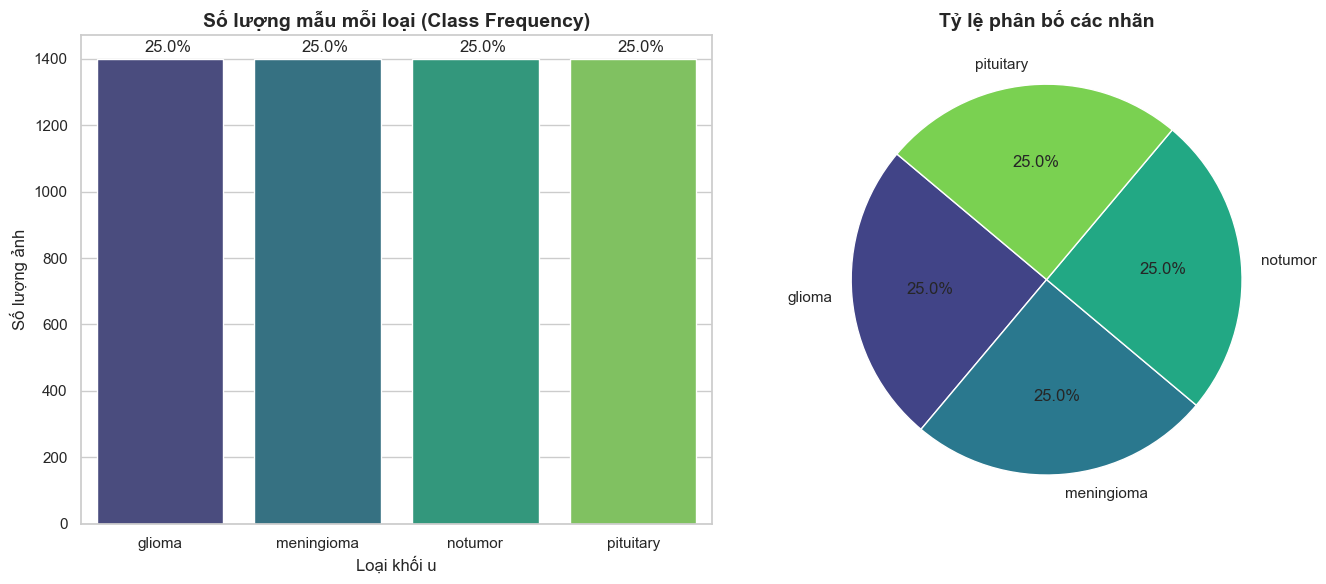 Số lượng mẫu mỗi loại (Class Frequency)
25.0% 25.0% 25.0% 25.0%
1400
1200
1000
800
600
400
200
0
Số lượng ảnh
glioma meningioma notumor pituitary
Loại khối u
Tỷ lệ phân bố các nhãn
pituitary
25.0%
notumor
25.0%
glioma
25.0%
25.0%
meningioma